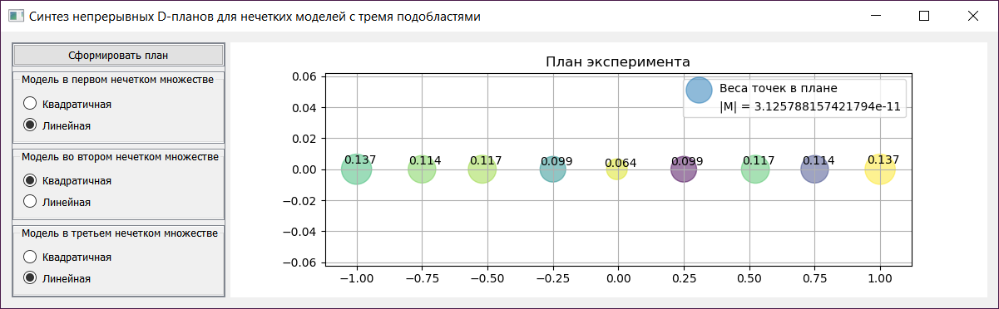 Синтез непрерывных D-планов для нечетких моделей с тремя подобластями
Сформировать план
Модель в первом нечетком множестве
Квадратичная
Линейная
Модель во втором нечетком множестве
Квадратичная
Линейная
Модель в третьем нечетком множестве
Квадратичная
Линейная
План эксперимента
Веса точек в плане
|M| = 3.125788157421794e-11
0.06
0.04
0.02
0.00
−0.02
−0.04
−0.06
0.137 0.114 0.117 0.099 0.064 0.099 0.117 0.114 0.137
−1.00 −0.75 −0.50 −0.25 0.00 0.25 0.50 0.75 1.00